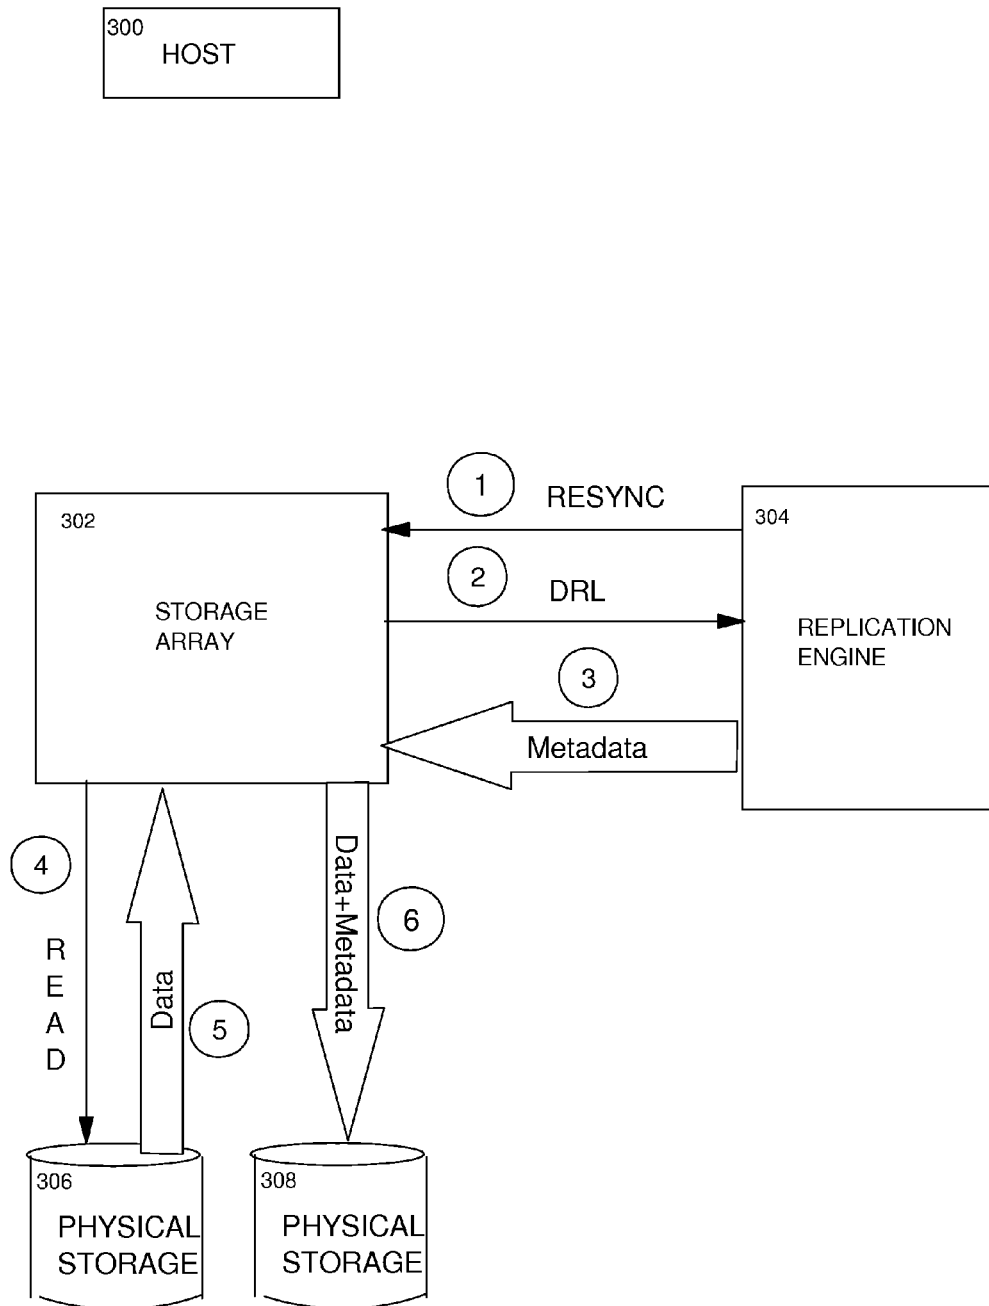 300
HOST
1
RESYNC
302
304
2
DRL
STORAGE
ARRAY
REPLICATION
ENGINE
3
Metadata
4
READ
Data
5
Data+Metadata
6
306
PHYSICAL
STORAGE
308
PHYSICAL
STORAGE